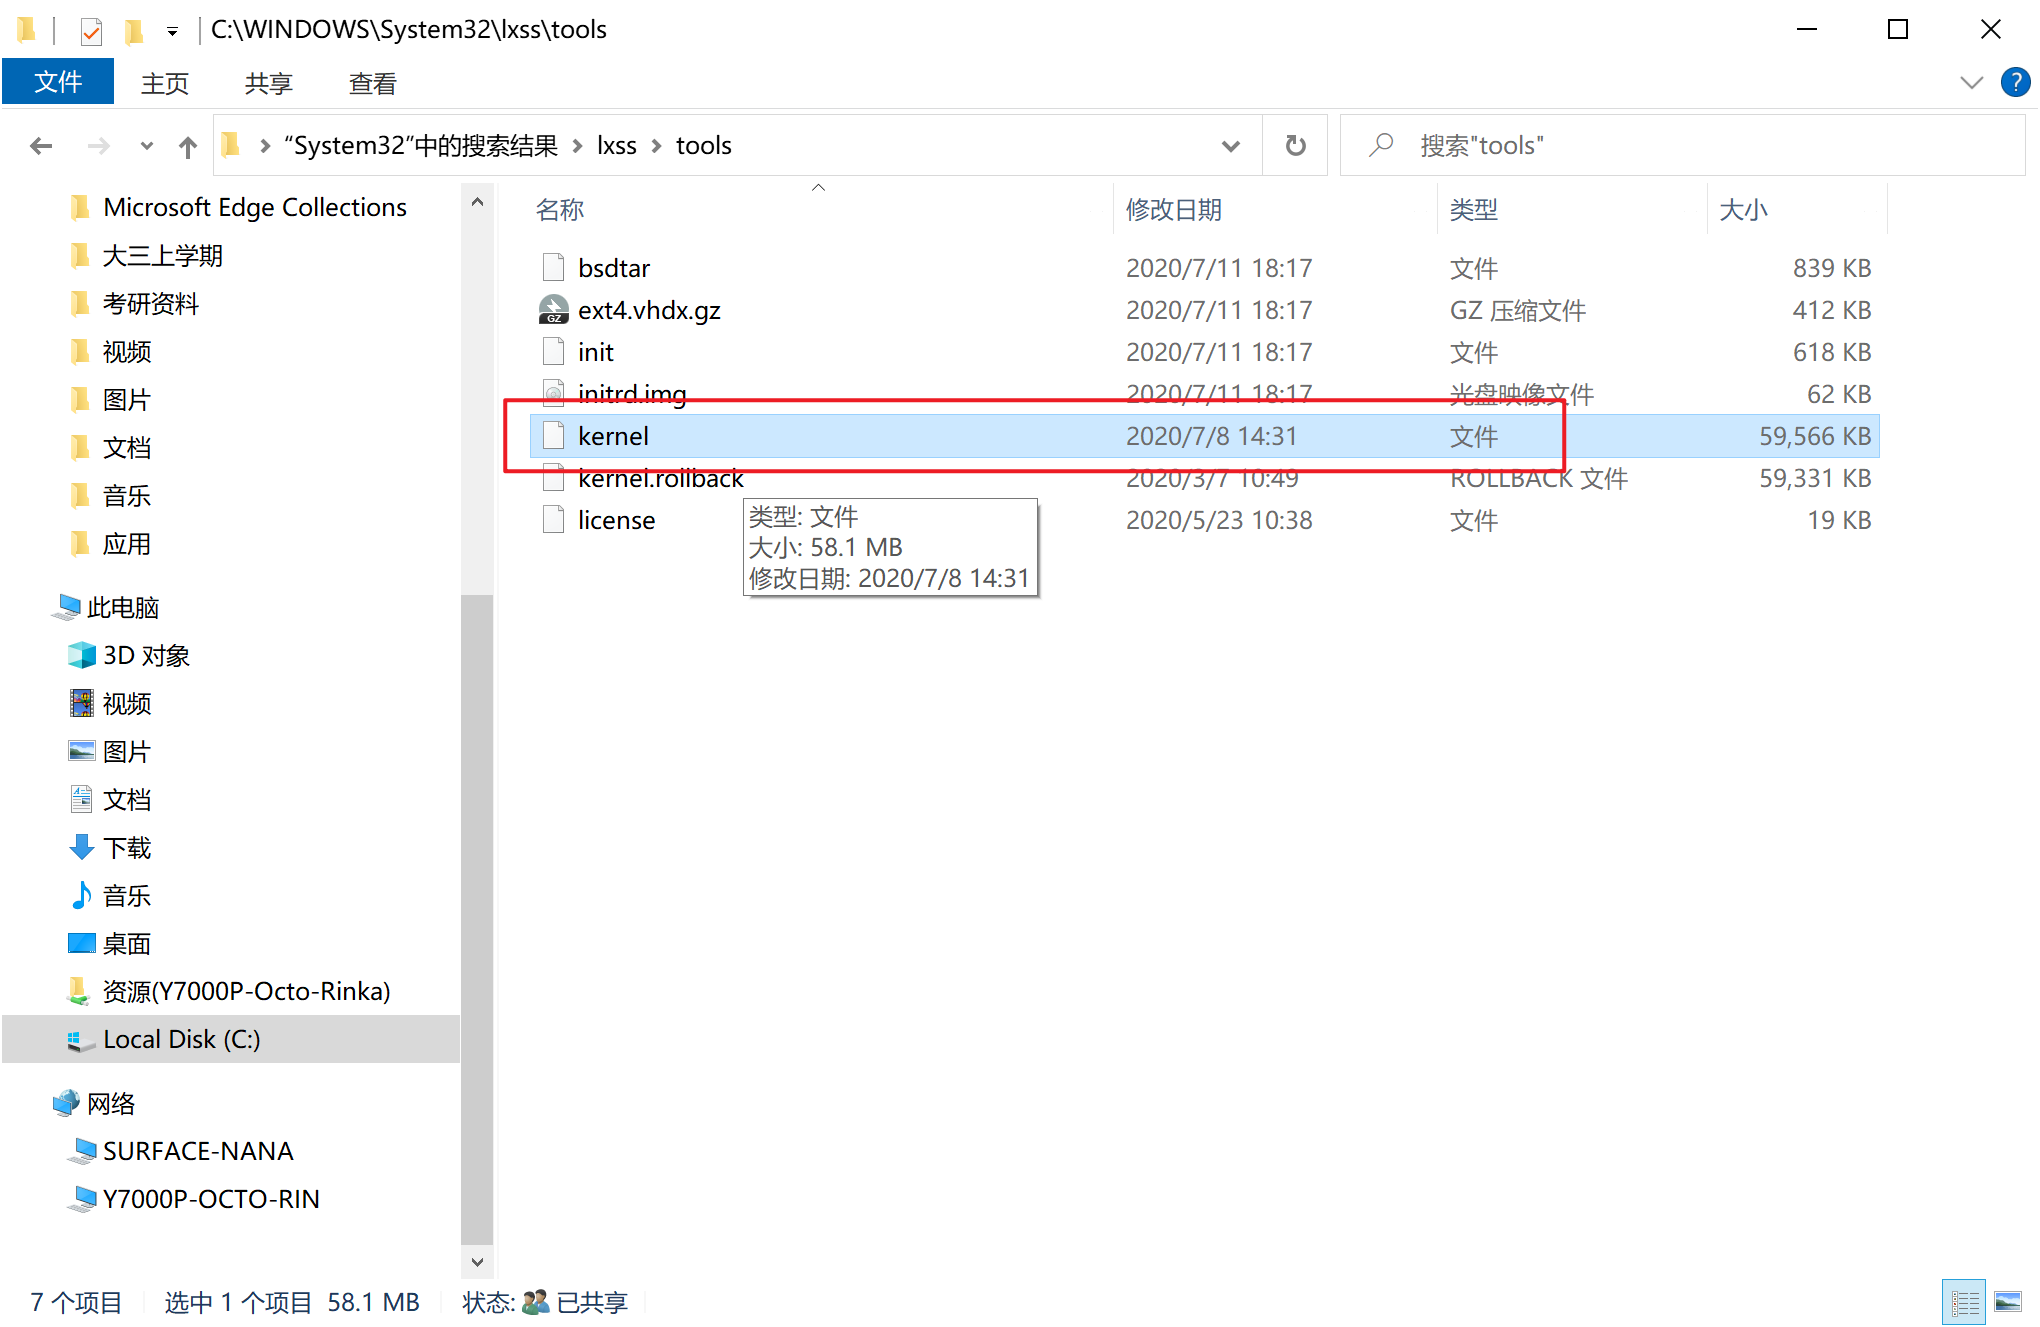 C:\WINDOWS\System32\lxss\tools
文件 主页 共享 查看
“System32”中的搜索结果 lxss tools
搜索"tools"
Microsoft Edge Collections
大三上学期
考研资料
视频
图片
文档
音乐
应用
此电脑
3D 对象
视频
图片
文档
下载
音乐
桌面
资源(Y7000P-Octo-Rinka)
Local Disk (C:)
网络
SURFACE-NANA
Y7000P-OCTO-RIN
名称 修改日期 类型 大小
bsdtar 2020/7/11 18:17 文件 839 KB
ext4.vhdx.gz 2020/7/11 18:17 GZ 压缩文件 412 KB
init 2020/7/11 18:17 文件 618 KB
initrd.img 2020/7/11 18:17 光盘映像文件 62 KB
kernel 2020/7/8 14:31 文件 59,566 KB
kernel.rollback 2020/3/7 10:49 ROLLBACK 文件 59,331 KB
license 2020/5/23 10:38 文件 19 KB
类型: 文件
大小: 58.1 MB
修改日期: 2020/7/8 14:31
7 个项目 选中 1 个项目 58.1 MB 状态: 已共享